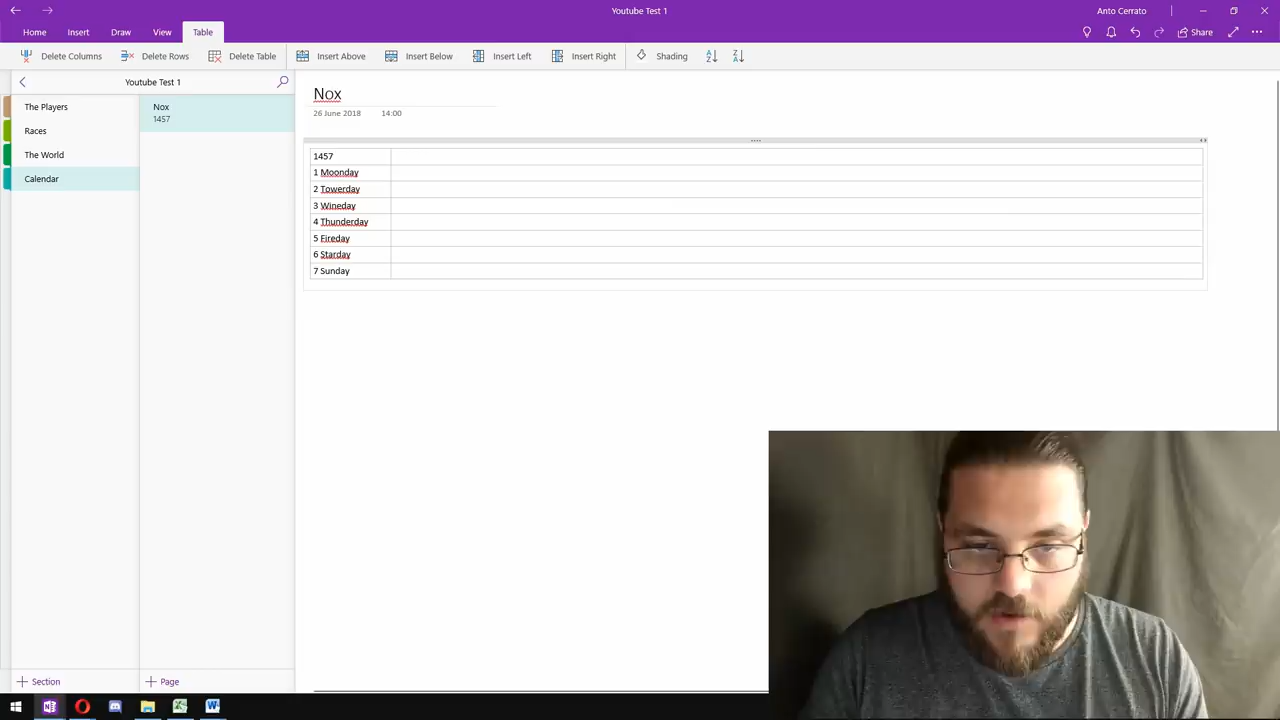 Youtube Test 1
Anto Cerrato
Home
Insert
Draw
View
Table
Share
Delete Columns
Delete Rows
Delete Table
Insert Above
Insert Below
Insert Left
Insert Right
Shading
Youtube Test 1
The Players
Races
The World
Calendar
Nox
1457
Nox
26 June 2018 14:00
1457
1 Moonday
2 Towerday
3 Wineday
4 Thunderday
5 Fireday
6 Starday
7 Sunday
+ Section
+ Page